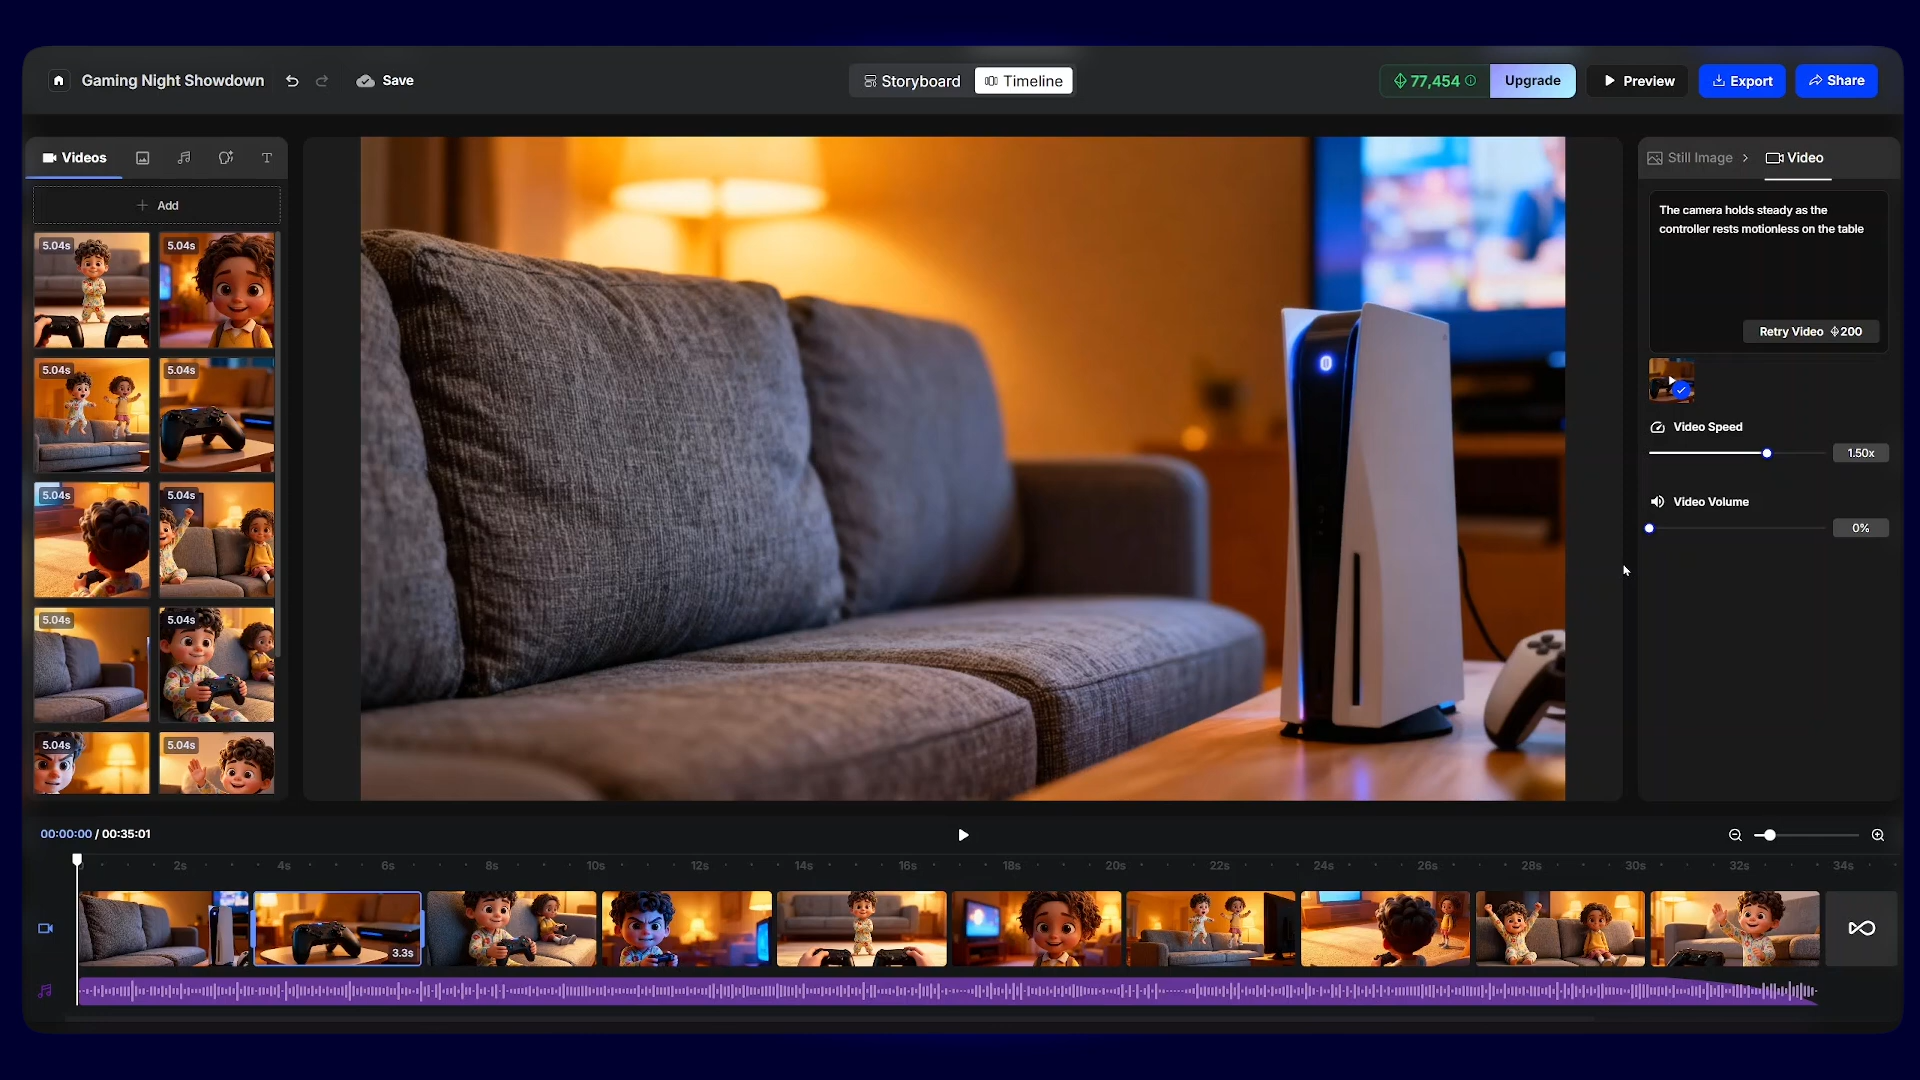 Gaming Night Showdown
Save
Storyboard
Timeline
77,454
Upgrade
Preview
Export
Share
Videos
T
Add
5.04s
5.04s
5.04s
5.04s
5.04s
5.04s
5.04s
5.04s
5.04s
5.04s
Still Image
Video
The camera holds steady as the
controller rests motionless on the table
Retry Video 200
Video Speed
1.50x
Video Volume
0%
00:00:00 / 00:35:01
2s 4s 6s 8s 10s 12s 14s 16s 18s 20s 22s 24s 26s 28s 30s 32s 34s
3.3s